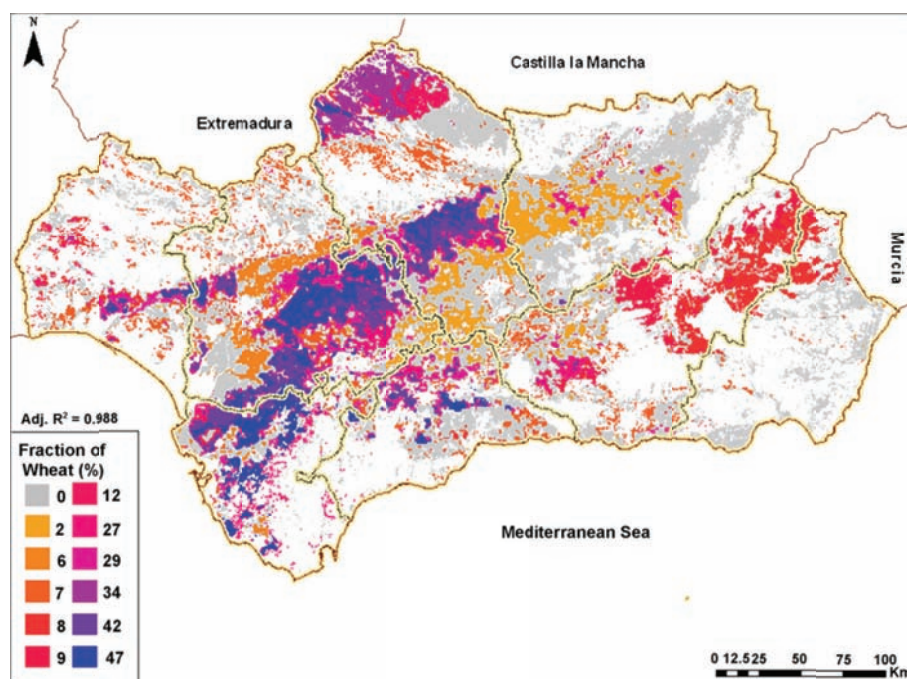 N
Castilla la Mancha
Extremadura
Murcia
Adj. R² = 0.988
Fraction of
Wheat (%)
0 12
2 27
6 29
7 34
8 42
9 47
Mediterranean Sea
0 12.5 25 50 75 100
Km